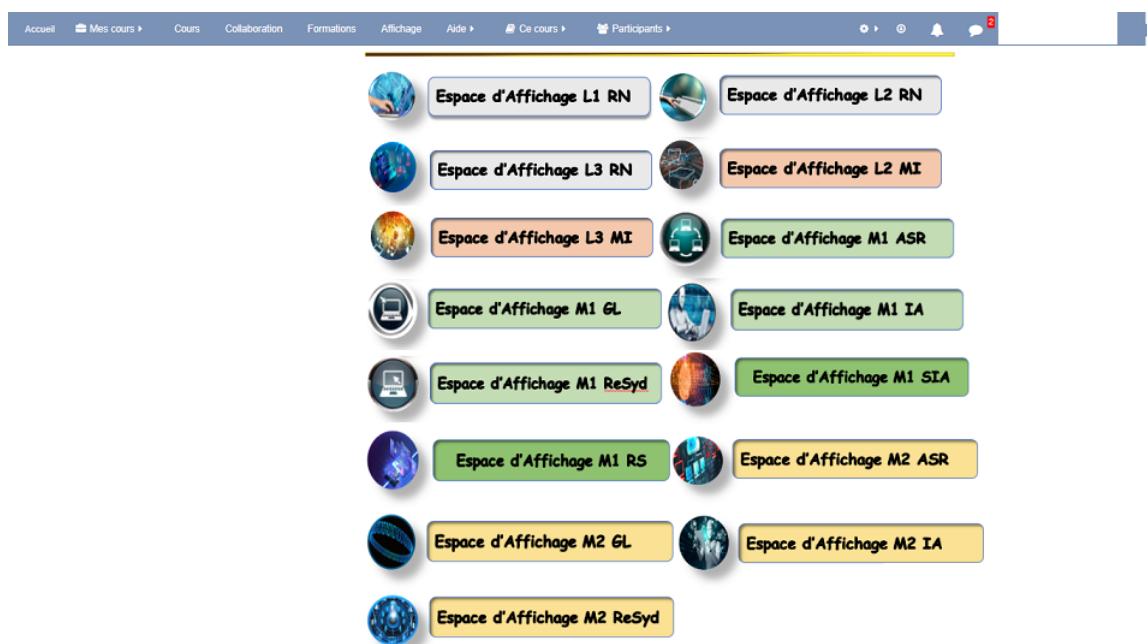 Accueil Mes cours Cours Collaboration Formations Affichage Aide Ce cours Participants 2
Espace d'Affichage L1 RN
Espace d'Affichage L2 RN
Espace d'Affichage L3 RN
Espace d'Affichage L2 MI
Espace d'Affichage L3 MI
Espace d'Affichage M1 ASR
Espace d'Affichage M1 GL
Espace d'Affichage M1 IA
Espace d'Affichage M1 ReSyd
Espace d'Affichage M1 SIA
Espace d'Affichage M1 RS
Espace d'Affichage M2 ASR
Espace d'Affichage M2 GL
Espace d'Affichage M2 IA
Espace d'Affichage M2 ReSyd